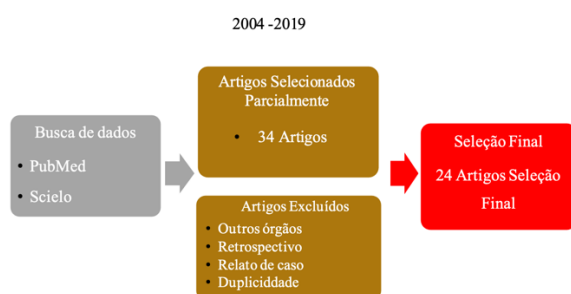 2004 -2019
Busca de dados
• PubMed
• Scielo
Artigos Selecionados
Parcialmente
• 34 Artigos
Artigos Excluídos
• Outros órgãos
• Retrospectivo
• Relato de caso
• Dupliciddade
Seleção Final
24 Artigos Seleção
Final